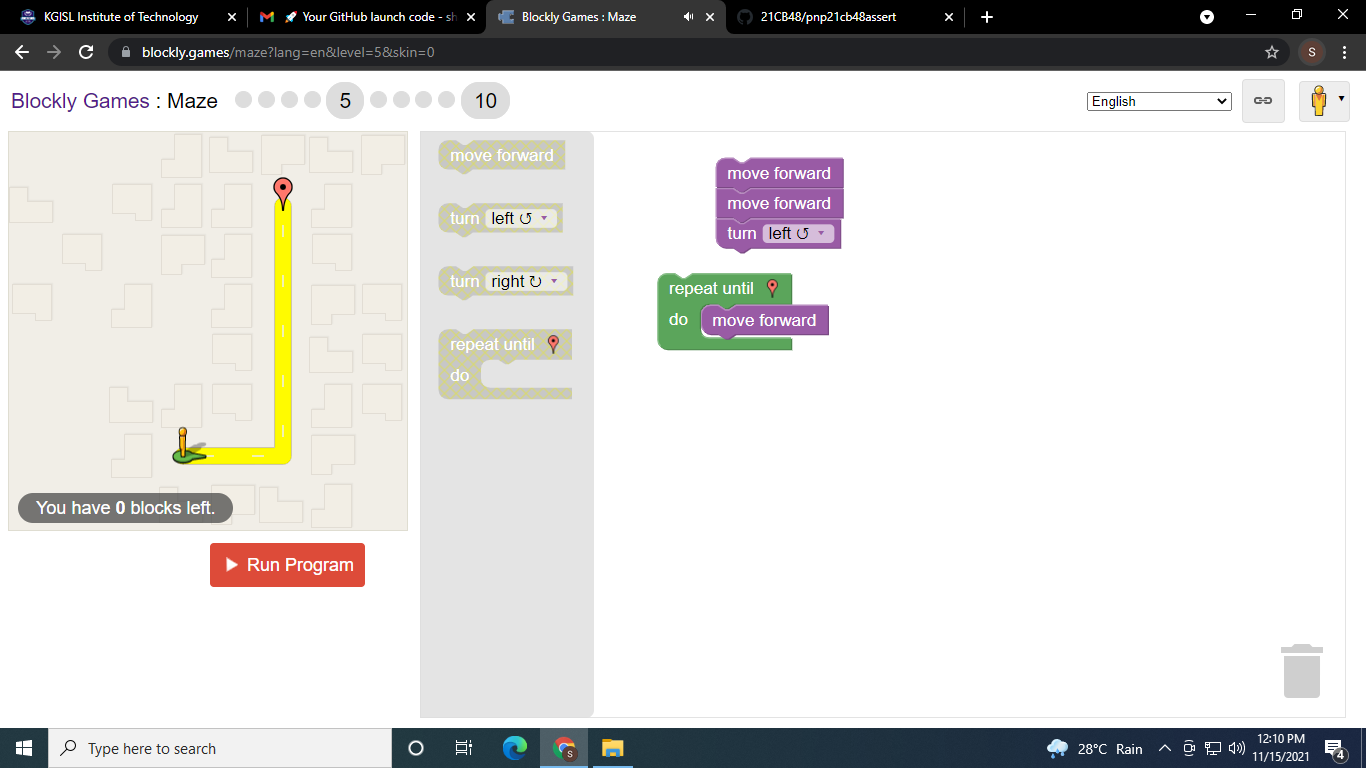 KGISL Institute of Technology
🚀 Your GitHub launch code - sh
Blockly Games : Maze
21CB48/pnp21cb48assert
blockly.games/maze?lang=en&level=5&skin=0
S
Blockly Games : Maze
5
10
English
move forward
turn left ↺
turn right ↻
repeat until
do
move forward
move forward
turn left ↺
repeat until
do move forward
You have 0 blocks left.
Run Program
Type here to search
S
28°C Rain
12:10 PM
11/15/2021
4